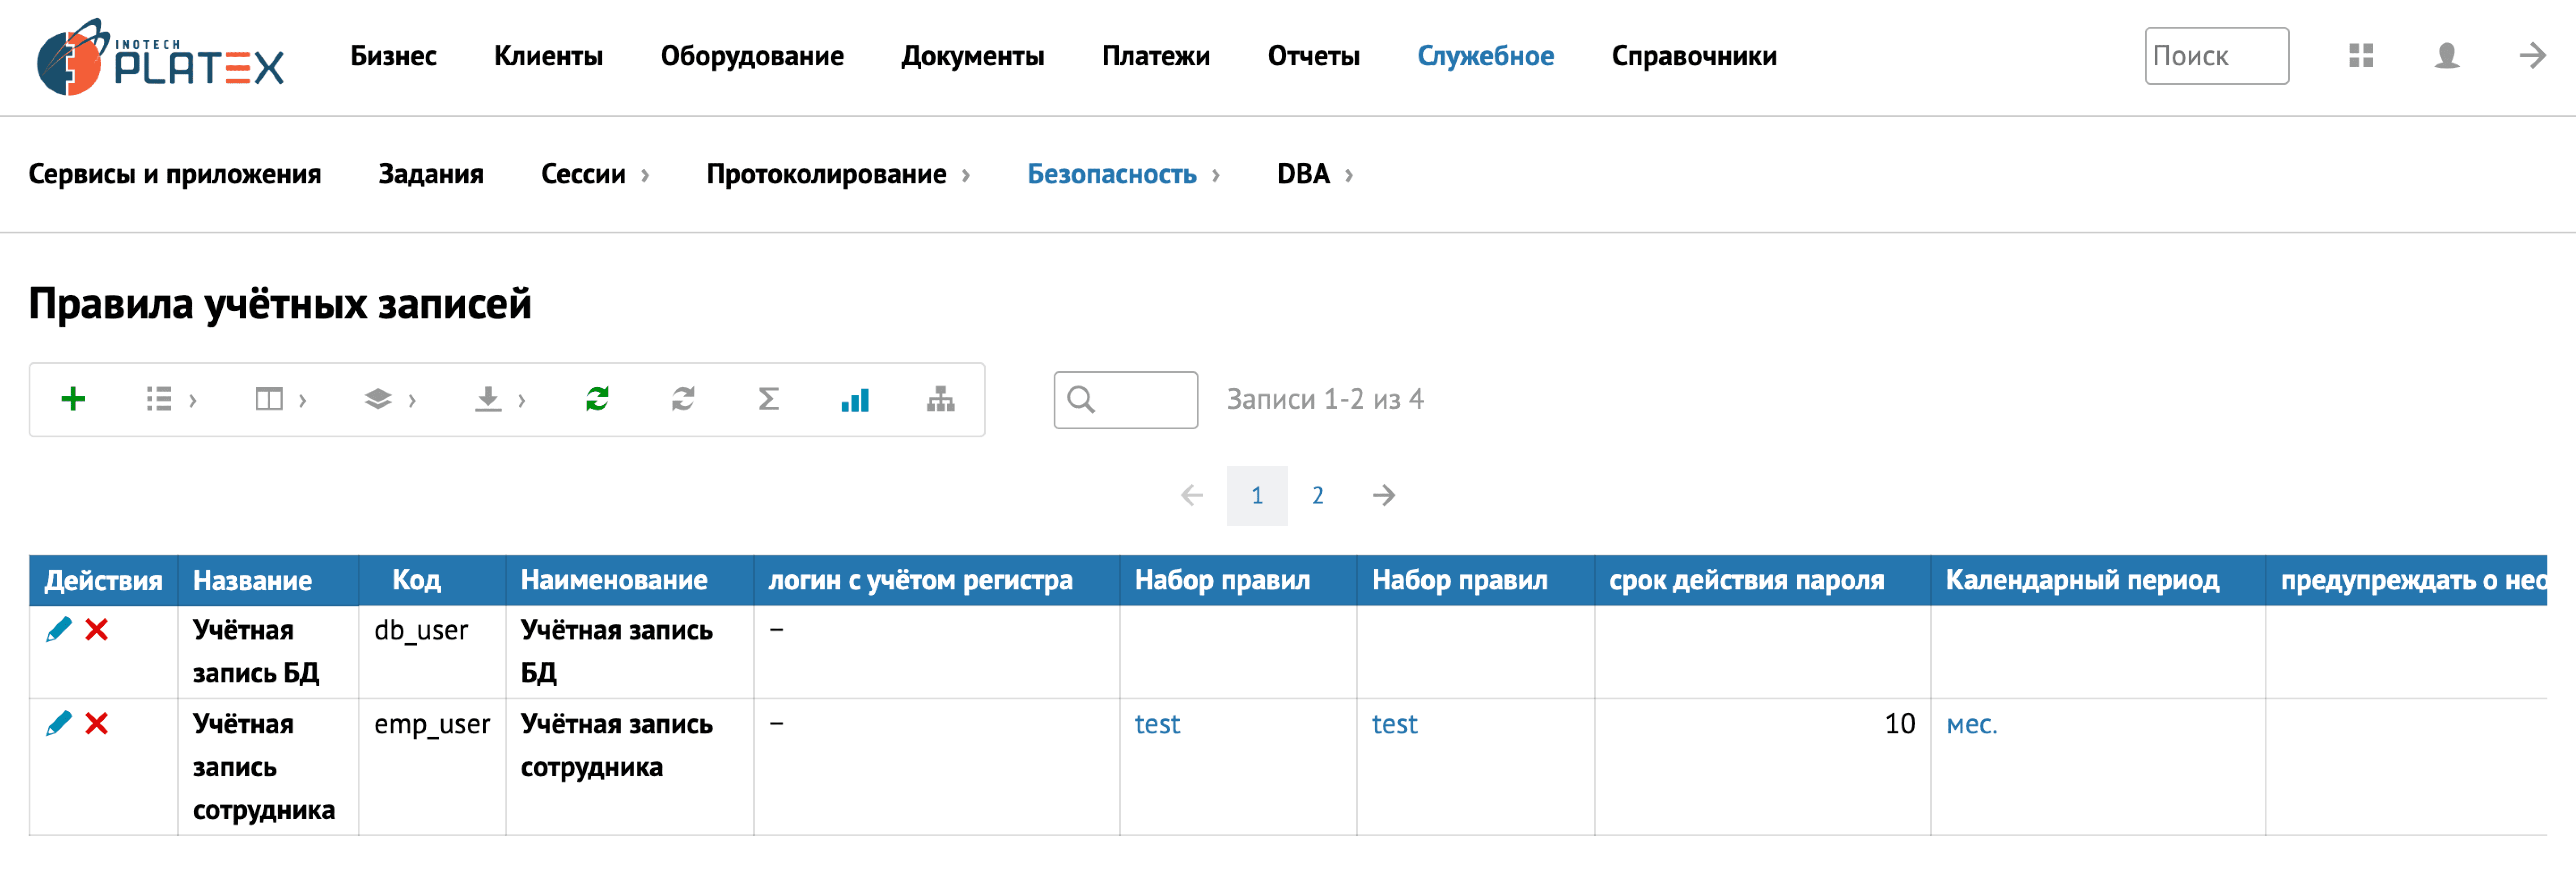 INOTECH
PLATEX
Бизнес Клиенты Оборудование Документы Платежи Отчеты Служебное Справочники Поиск
Сервисы и приложения Задания Сессии Протоколирование Безопасность DBA
Правила учётных записей
Записи 1-2 из 4
1 2
Действия Название Код Наименование логин с учётом регистра Набор правил Набор правил срок действия пароля Календарный период предупреждать о нео
Учётная db_user Учётная запись –
запись БД БД
Учётная emp_user Учётная запись – test test 10 мес.
запись сотрудника
сотрудника